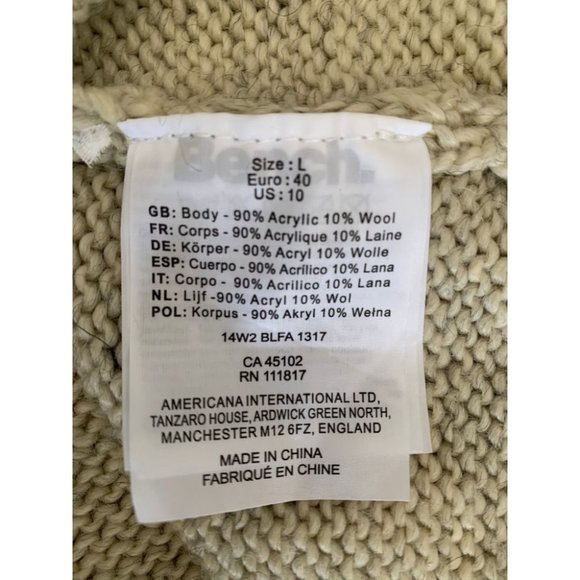 Bench.
Size : L
Euro : 40
US : 10
GB: Body - 90% Acrylic 10% Wool
FR: Corps - 90% Acrylique 10% Laine
DE: Körper - 90% Acryl 10% Wolle
ESP: Cuerpo - 90% Acrílico 10% Lana
IT: Corpo - 90% Acrilico 10% Lana
NL: Lijf -90% Acryl 10% Wol
POL: Korpus - 90% Akryl 10% Wełna
14W2 BLFA 1317
CA 45102
RN 111817
AMERICANA INTERNATIONAL LTD,
TANZARO HOUSE, ARDWICK GREEN NORTH,
MANCHESTER M12 6FZ, ENGLAND
MADE IN CHINA
FABRIQUÉ EN CHINE